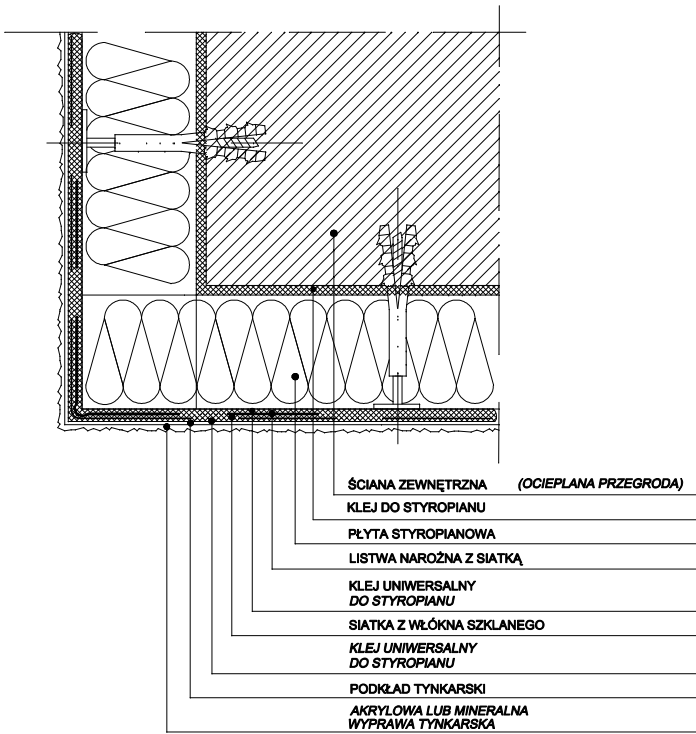 ŚCIANA ZEWNĘTRZNA (OCIEPLANA PRZEGRODA)
KLEJ DO STYROPIANU
PŁYTA STYROPIANOWA
LISTWA NAROŻNA Z SIATKĄ
KLEJ UNIWERSALNY
DO STYROPIANU
SIATKA Z WŁÓKNA SZKLANEGO
KLEJ UNIWERSALNY
DO STYROPIANU
PODKŁAD TYNKARSKI
AKRYLOWA LUB MINERALNA
WYPRAWA TYNKARSKA